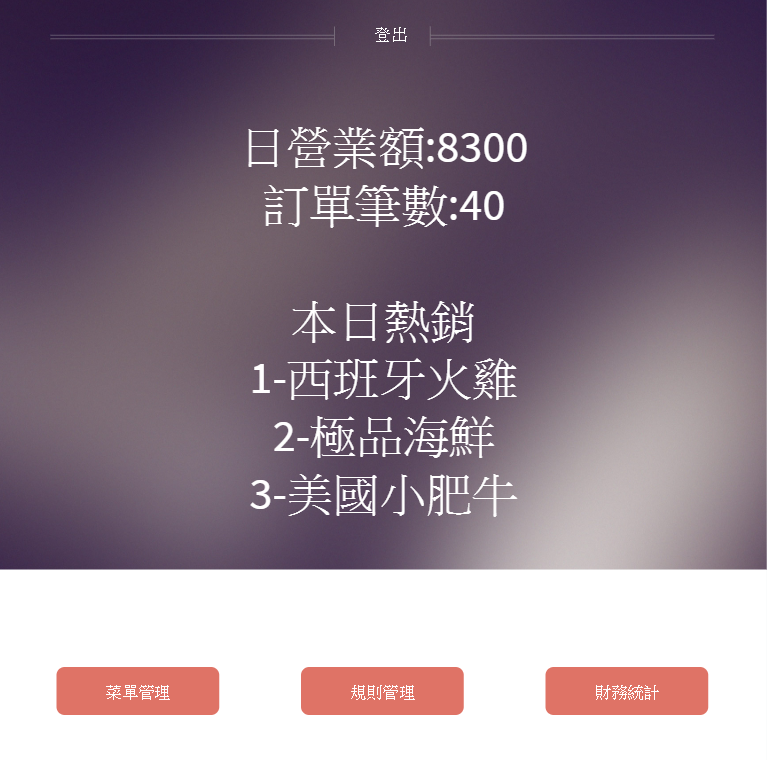 登出
日營業額:8300
訂單筆數:40
本日熱銷
1-西班牙火雞
2-極品海鮮
3-美國小肥牛
菜單管理
規則管理
財務統計